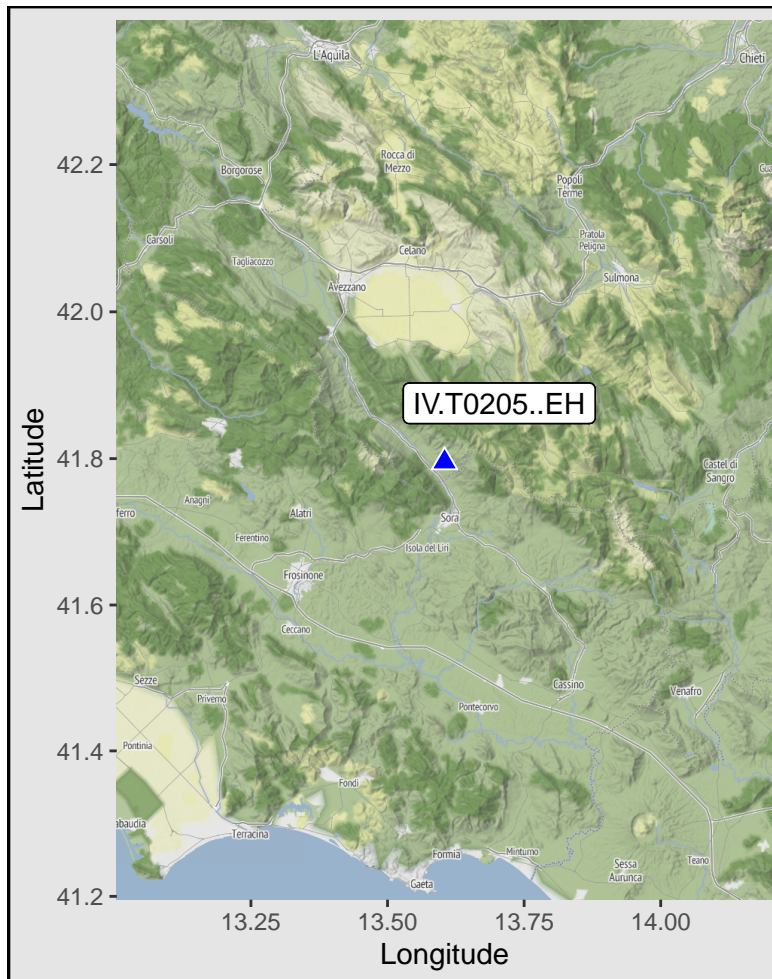 L'Aquila
Chieti
42.2
Borgorose
Rocca di
Mezzo
Popoli
Terme
Carsoli
Tagliacozzo
Celano
Pratola
Peligna
Avezzano
Sulmona
42.0
IV.T0205..EH
Latitude
41.8
Castel di
Sangro
Anagni
Alatri
Sora
Ferentino
Isola del Liri
Frosinone
41.6
Ceccano
Sezze
Priverno
Cassino
Pontecorvo
Venafro
41.4
Pontinia
Fondi
abaudia
Terracina
Formia
Minturno
Gaeta
Sessa
Aurunca
Teano
41.2
13.25
13.50
13.75
14.00
Longitude